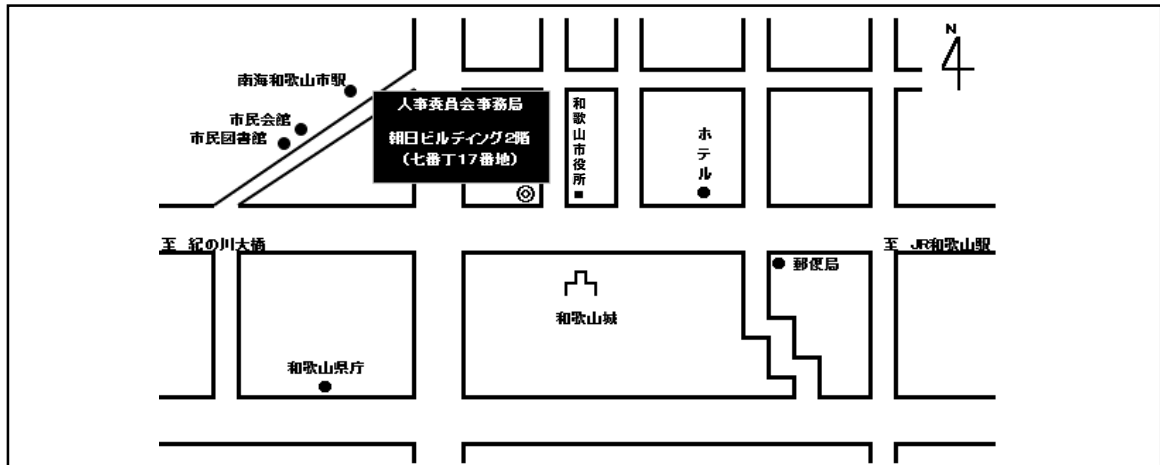 N
南海和歌山市駅
市民会館
市民図書館
人事委員会事務局
朝日ビルディング2階
(七番丁17番地)
和歌山市役所
ホテル
至 紀の川大橋
至 JR和歌山駅
郵便局
和歌山城
和歌山県庁